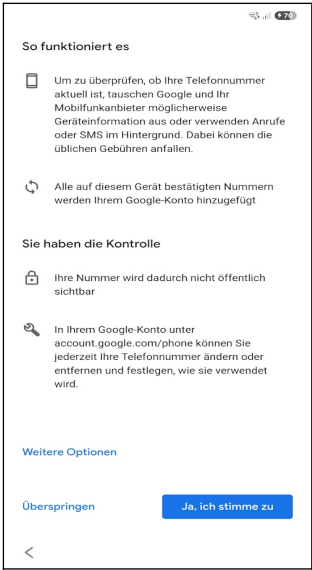 70
So funktioniert es
Um zu überprüfen, ob Ihre Telefonnummer
aktuell ist, tauschen Google und Ihr
Mobilfunkanbieter möglicherweise
Geräteinformation aus oder verwenden Anrufe
oder SMS im Hintergrund. Dabei können die
üblichen Gebühren anfallen.
Alle auf diesem Gerät bestätigten Nummern
werden Ihrem Google-Konto hinzugefügt
Sie haben die Kontrolle
Ihre Nummer wird dadurch nicht öffentlich
sichtbar
In Ihrem Google-Konto unter
account.google.com/phone können Sie
jederzeit Ihre Telefonnummer ändern oder
entfernen und festlegen, wie sie verwendet
wird.
Weitere Optionen
Überspringen
Ja, ich stimme zu